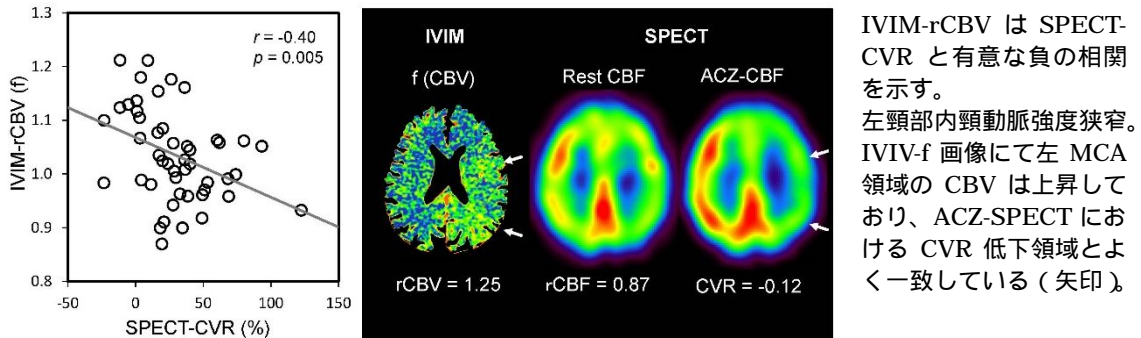 1.3
1.2
1.1
1.0
0.9
0.8
-50
0
50
100
150
IVIM-rCBV (f)
SPECT-CVR (%)
r = -0.40
p = 0.005
IVIM
SPECT
f (CBV)
Rest CBF
ACZ-CBF
rCBV = 1.25
rCBF = 0.87
CVR = -0.12
IVIM-rCBV は SPECT-
CVR と有意な負の相関
を示す。
左頸部内頸動脈強度狭窄。
IVIV-f 画像にて左 MCA
領域の CBV は上昇して
おり、ACZ-SPECT にお
ける CVR 低下領域とよ
く一致している（矢印）。